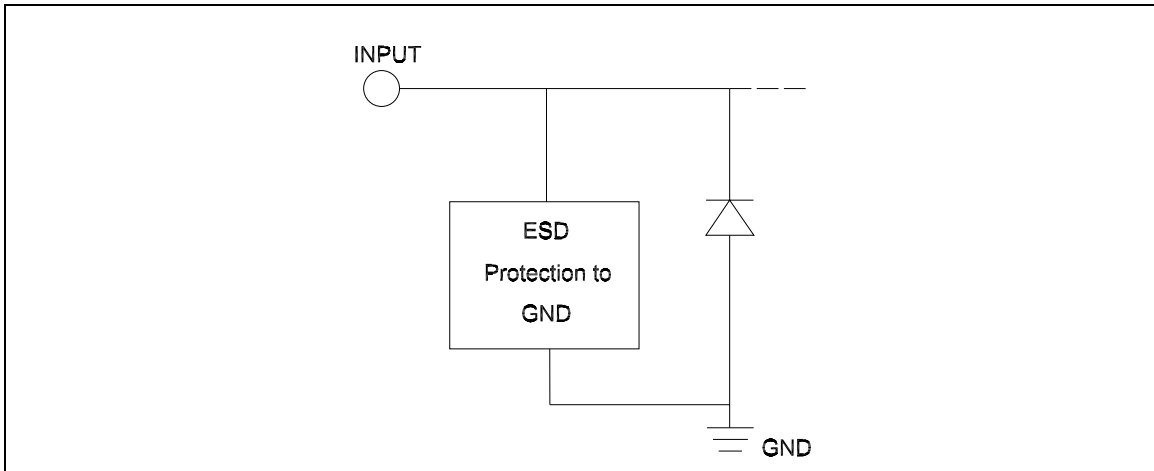 INPUT
ESD
Protection to
GND
GND